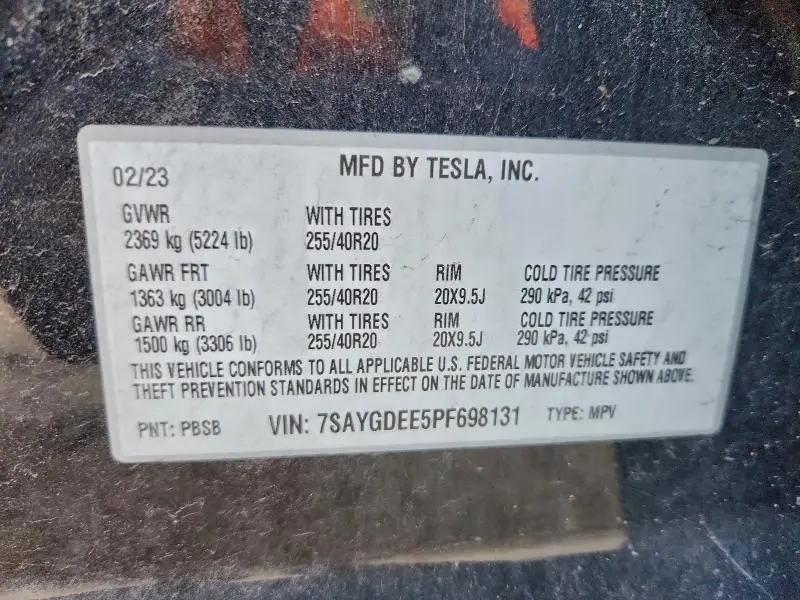 MFD BY TESLA, INC.
02/23
GVWR WITH TIRES
2369 kg (5224 lb) 255/40R20
GAWR FRT WITH TIRES RIM COLD TIRE PRESSURE
1363 kg (3004 lb) 255/40R20 20X9.5J 290 kPa, 42 psi
GAWR RR WITH TIRES RIM COLD TIRE PRESSURE
1500 kg (3306 lb) 255/40R20 20X9.5J 290 kPa, 42 psi
THIS VEHICLE CONFORMS TO ALL APPLICABLE U.S. FEDERAL MOTOR VEHICLE SAFETY AND
THEFT PREVENTION STANDARDS IN EFFECT ON THE DATE OF MANUFACTURE SHOWN ABOVE.
PNT: PBSB VIN: 7SAYGDEE5PF698131 TYPE: MPV